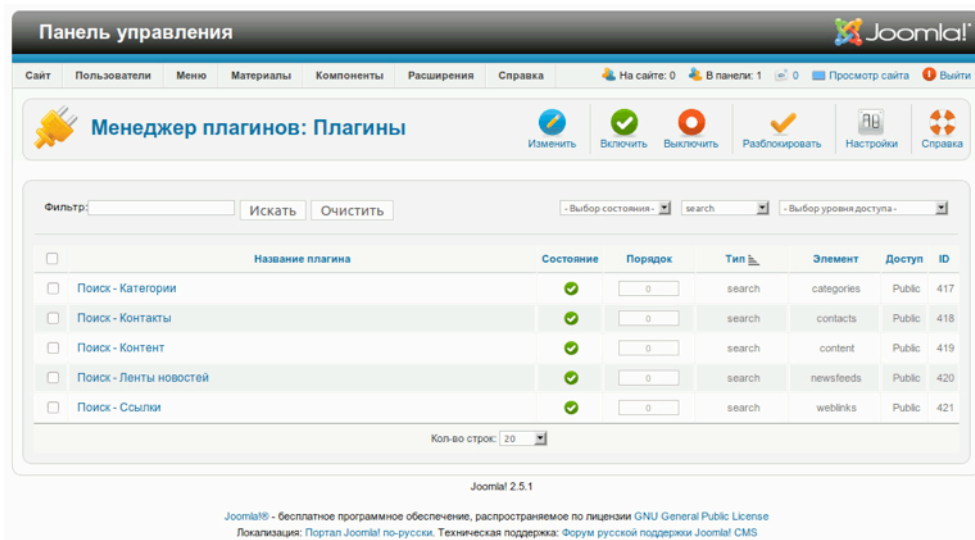 Панель управления
Joomla!
Сайт Пользователи Меню Материалы Компоненты Расширения Справка На сайте: 0 В панели: 1 0 Просмотр сайта Выйти
Менеджер плагинов: Плагины
Изменить Включить Выключить Разблокировать Настройки Справка
Фильтр: Искать Очистить - Выбор состояния - search - Выбор уровня доступа -
Название плагина Состояние Порядок Тип Элемент Доступ ID
Поиск - Категории 0 search categories Public 417
Поиск - Контакты 0 search contacts Public 418
Поиск - Контент 0 search content Public 419
Поиск - Ленты новостей 0 search newsfeeds Public 420
Поиск - Ссылки 0 search weblinks Public 421
Кол-во строк: 20
Joomla! 2.5.1
Joomla!® - бесплатное программное обеспечение, распространяемое по лицензии GNU General Public License
Локализация: Портал Joomla! по-русски. Техническая поддержка: Форум русской поддержки Joomla! CMS